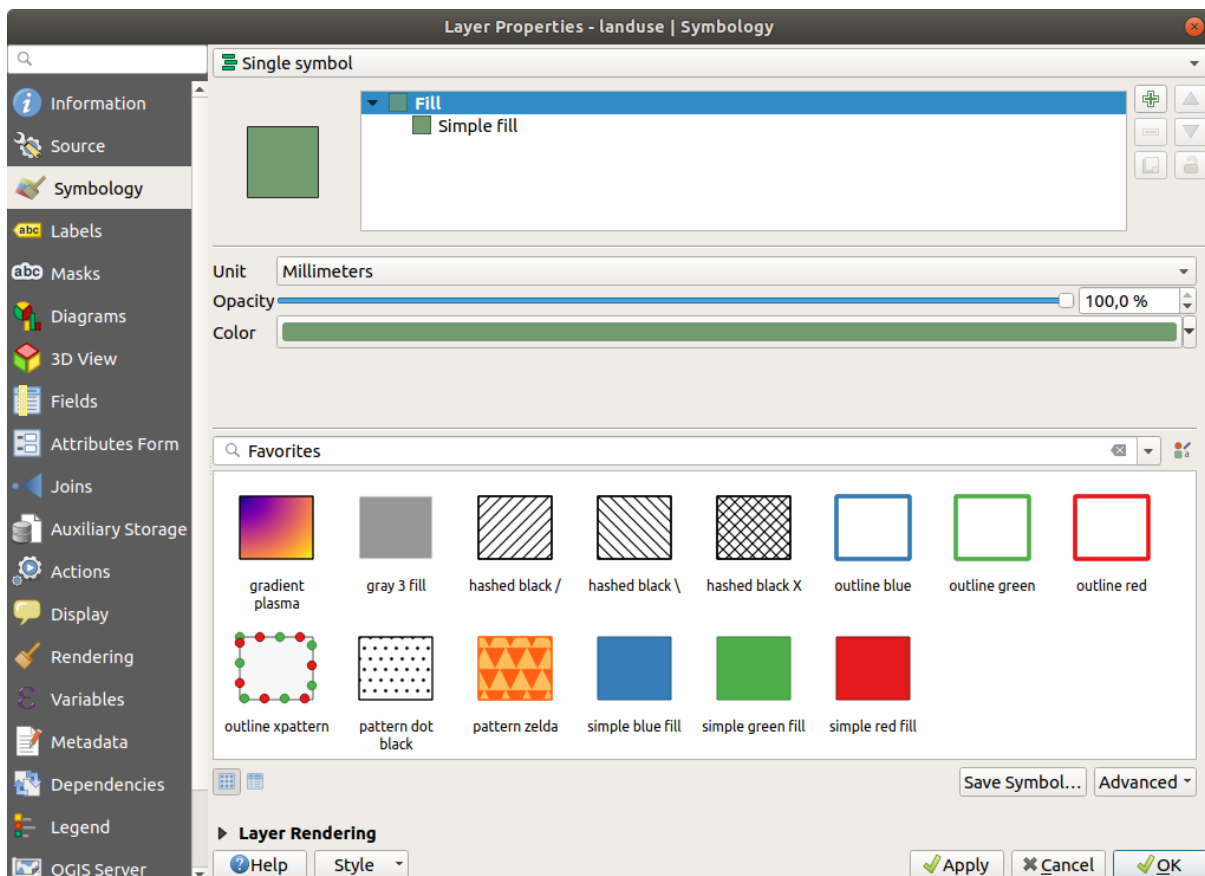 Layer Properties - landuse | Symbology
Information
Source
Symbology
Labels
Masks
Diagrams
3D View
Fields
Attributes Form
Joins
Auxiliary Storage
Actions
Display
Rendering
Variables
Metadata
Dependencies
Legend
QGIS Server
Single symbol
Fill
Simple fill
Unit Millimeters
Opacity 100,0 %
Color
Favorites
gradient plasma
gray 3 fill
hashed black /
hashed black \
hashed black X
outline blue
outline green
outline red
outline xpattern
pattern dot black
pattern zelda
simple blue fill
simple green fill
simple red fill
Save Symbol...
Advanced
Layer Rendering
Help
Style
Apply
Cancel
OK